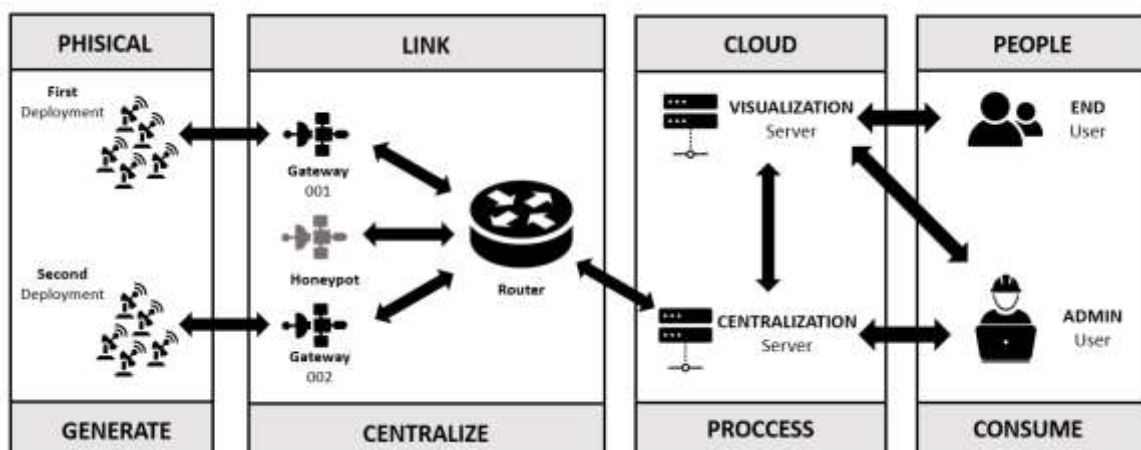 PHISICAL
First
Deployment
Second
Deployment
GENERATE
LINK
Gateway
001
Honeypot
Gateway
002
Router
CENTRALIZE
CLOUD
VISUALIZATION
Server
CENTRALIZATION
Server
PROCCESS
PEOPLE
END
User
ADMIN
User
CONSUME